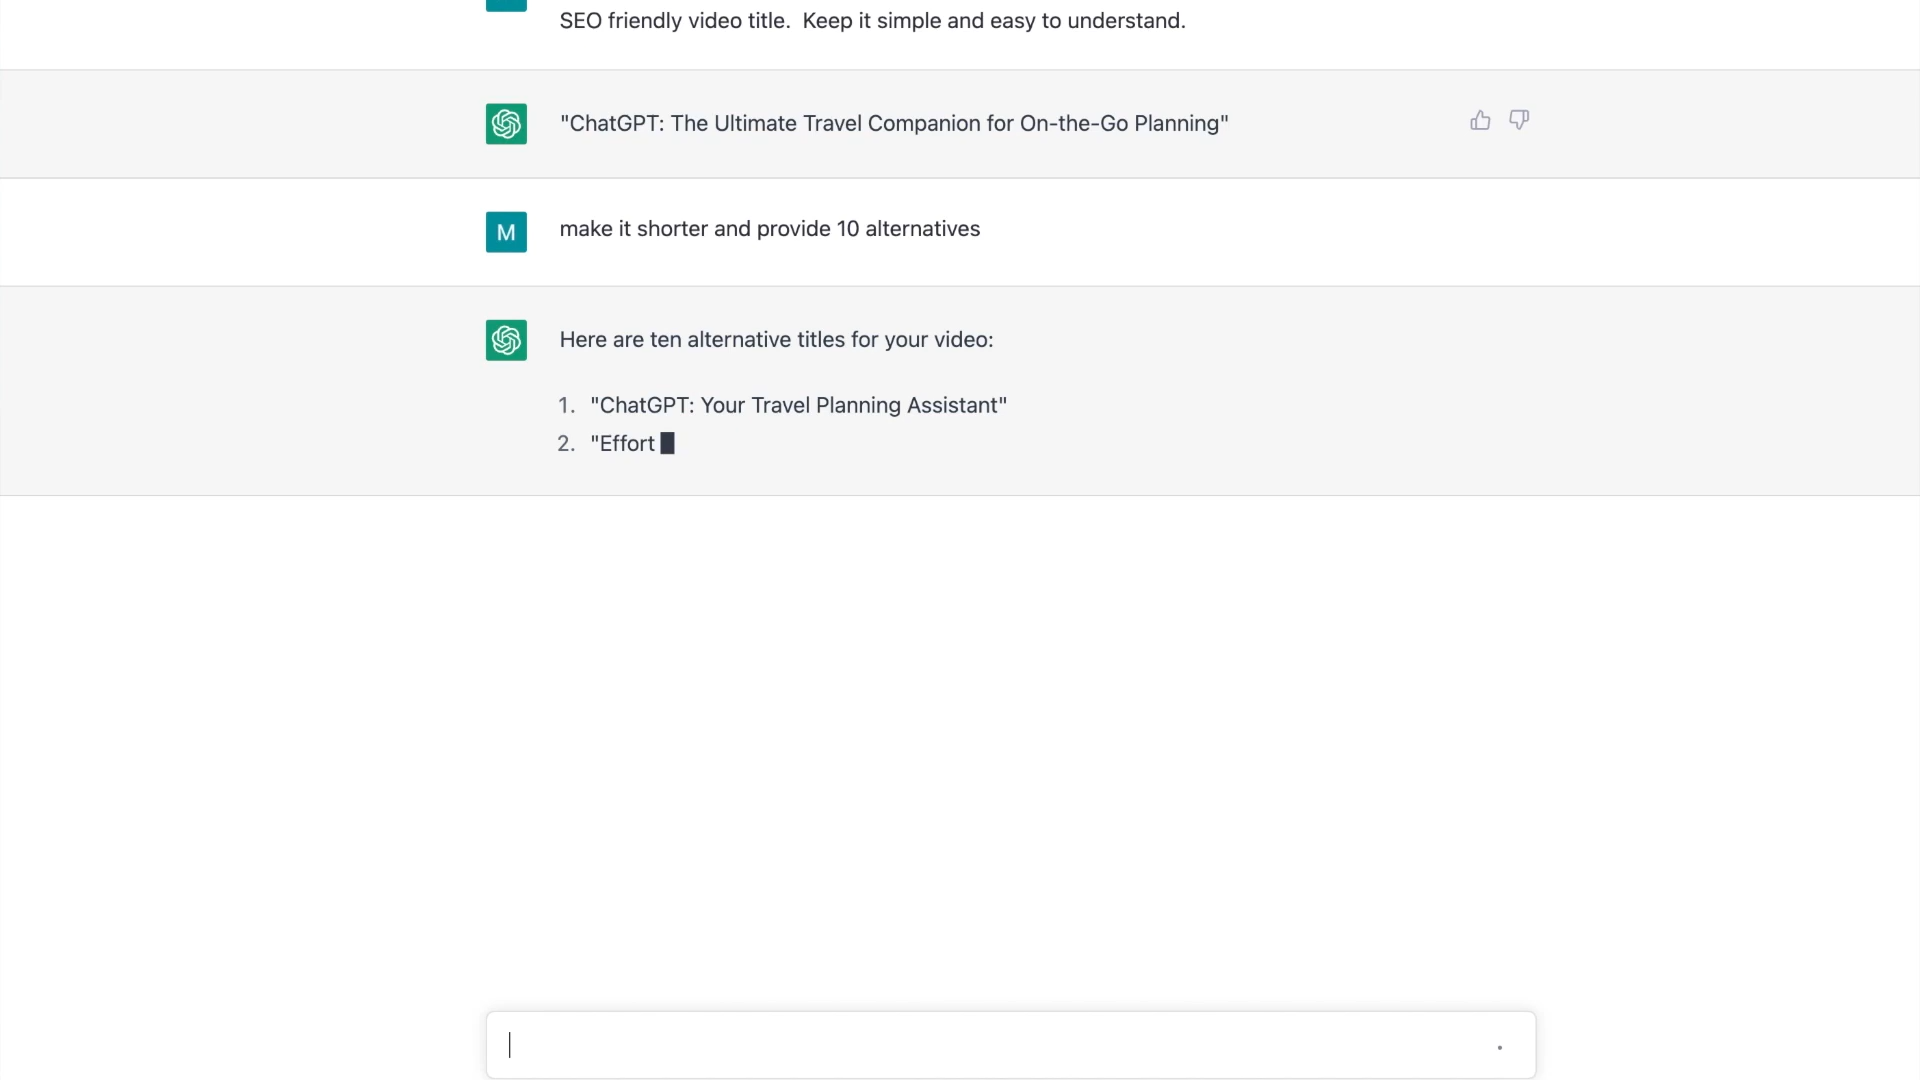 SEO friendly video title.  Keep it simple and easy to understand.
"ChatGPT: The Ultimate Travel Companion for On-the-Go Planning"
M
make it shorter and provide 10 alternatives
Here are ten alternative titles for your video:
1. "ChatGPT: Your Travel Planning Assistant"
2. "Effort